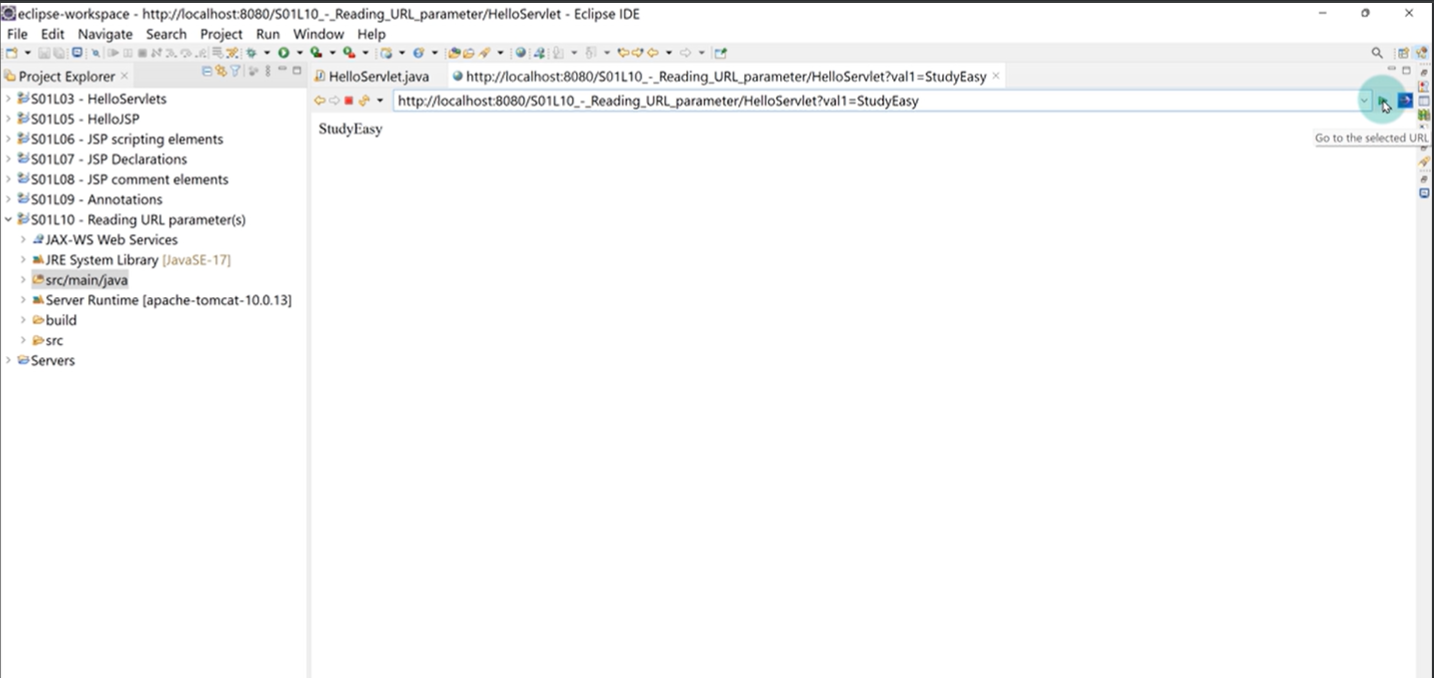 eclipse-workspace - http://localhost:8080/S01L10_-_Reading_URL_parameter/HelloServlet - Eclipse IDE
File Edit Navigate Search Project Run Window Help
Project Explorer
HelloServlet.java
http://localhost:8080/S01L10_-_Reading_URL_parameter/HelloServlet?val1=StudyEasy
http://localhost:8080/S01L10_-_Reading_URL_parameter/HelloServlet?val1=StudyEasy
StudyEasy
Go to the selected URL
S01L03 - HelloServlets
S01L05 - HelloJSP
S01L06 - JSP scripting elements
S01L07 - JSP Declarations
S01L08 - JSP comment elements
S01L09 - Annotations
S01L10 - Reading URL parameter(s)
JAX-WS Web Services
JRE System Library [JavaSE-17]
src/main/java
Server Runtime [apache-tomcat-10.0.13]
build
src
Servers